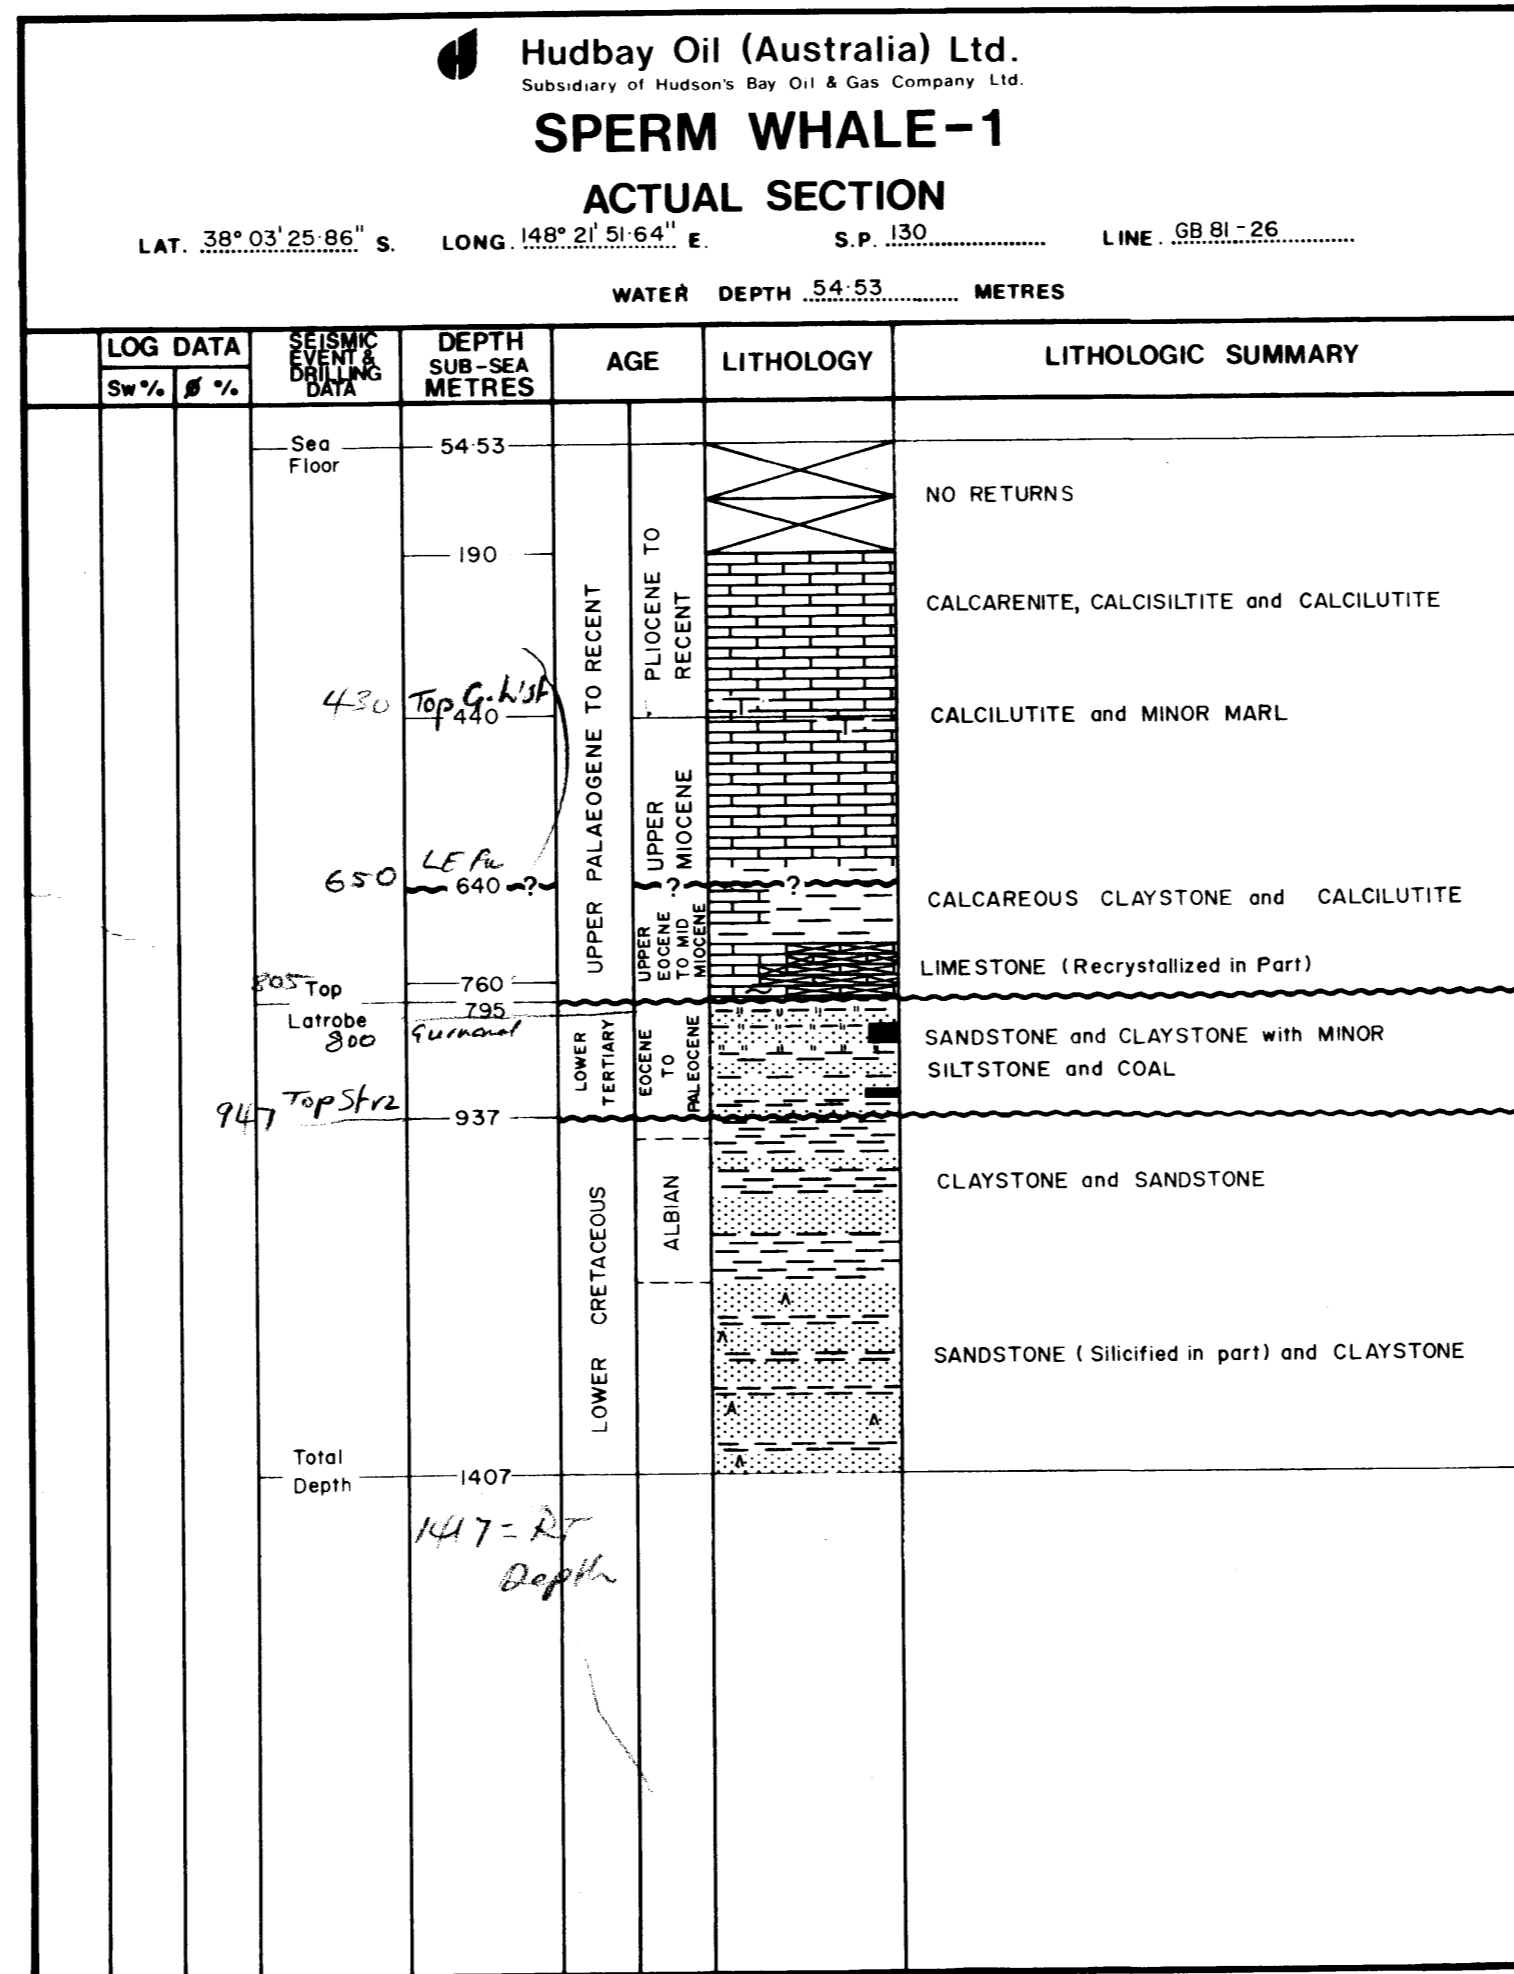 Hudbay Oil (Australia) Ltd.
Subsidiary of Hudson's Bay Oil & Gas Company Ltd.
SPERM WHALE-1
ACTUAL SECTION
LAT. 38° 03' 25·86" S. LONG. 148° 21' 51·64" E. S.P. 130 LINE. GB 81-26
WATER DEPTH 54·53 METRES
LOG DATA
Sw % Ø %
SEISMIC EVENT & DRILLING DATA
DEPTH SUB-SEA METRES
AGE
LITHOLOGY
LITHOLOGIC SUMMARY
Sea Floor
54·53
NO RETURNS
190
UPPER PALAEOGENE TO RECENT
PLIOCENE TO RECENT
CALCARENITE, CALCISILTITE and CALCILUTITE
430 Top G.
440
CALCILUTITE and MINOR MARL
UPPER MIOCENE
650
640 ?
?
?
CALCAREOUS CLAYSTONE and CALCILUTITE
UPPER EOCENE TO MID MIOCENE
LIMESTONE (Recrystallized in Part)
760
805 Top
Latrobe
800
795
Gurnard
LOWER TERTIARY
EOCENE TO PALEOCENE
SANDSTONE and CLAYSTONE with MINOR
SILTSTONE and COAL
947 Top Strz
937
LOWER CRETACEOUS
ALBIAN
CLAYSTONE and SANDSTONE
SANDSTONE (Silicified in part) and CLAYSTONE
Total
Depth
1407
1417 = RT
Depth